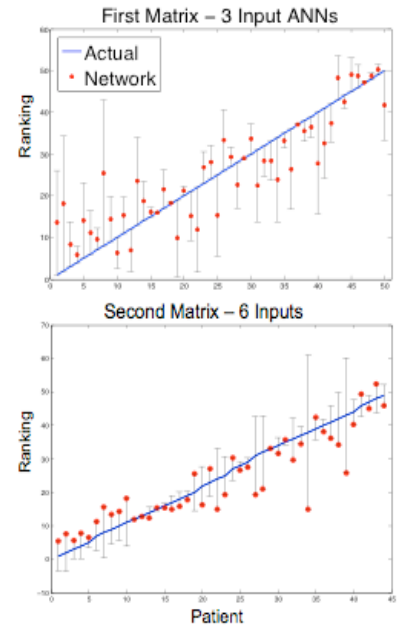 First Matrix – 3 Input ANNs
60
Actual
Network
50
40
Ranking
30
20
10
0
0 5 10 15 20 25 30 35 40 45 50
Second Matrix – 6 Inputs
70
60
50
40
Ranking
30
20
10
0
-10
0 5 10 15 20 25 30 35 40 45
Patient